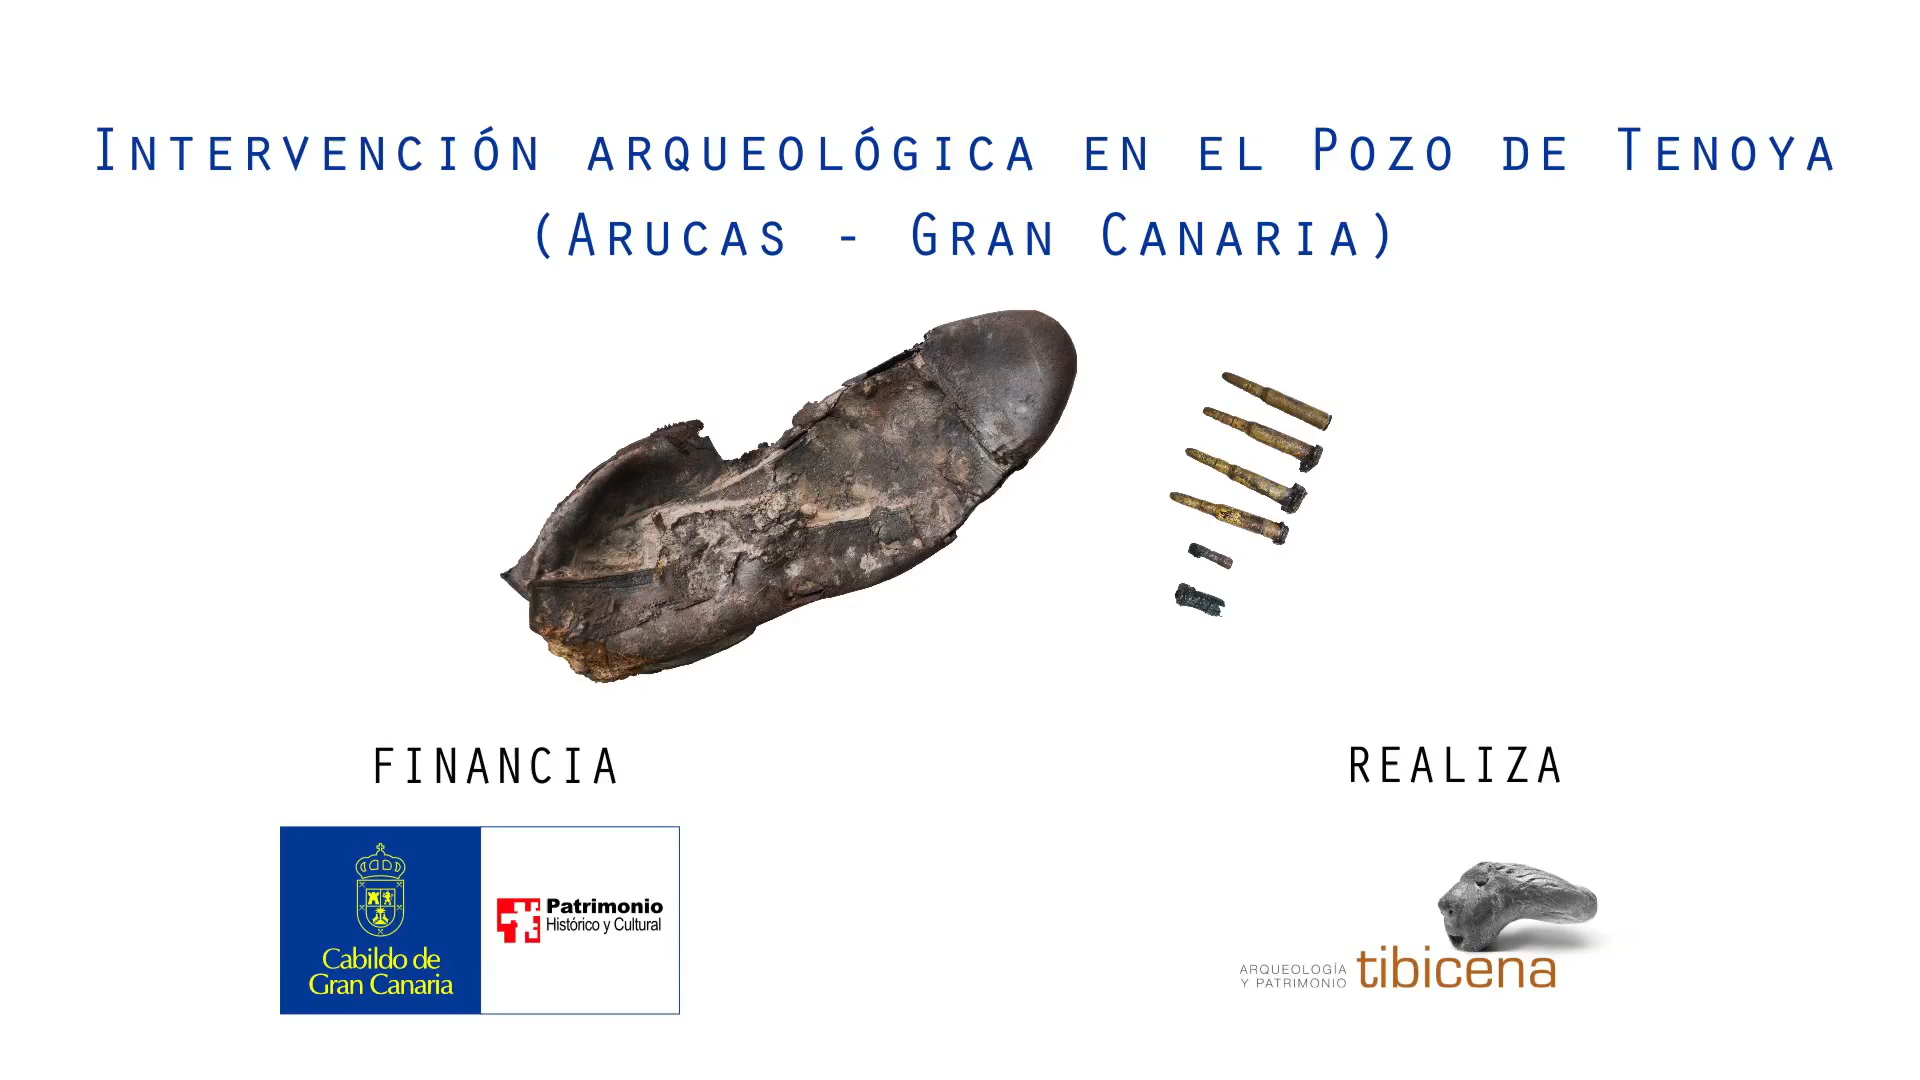 Intervención arqueológica en el Pozo de Tenoya
(Arucas - Gran Canaria)
FINANCIA
REALIZA
Cabildo de
Gran Canaria
Patrimonio
Histórico y Cultural
ARQUEOLOGÍA
Y PATRIMONIO
tibicena